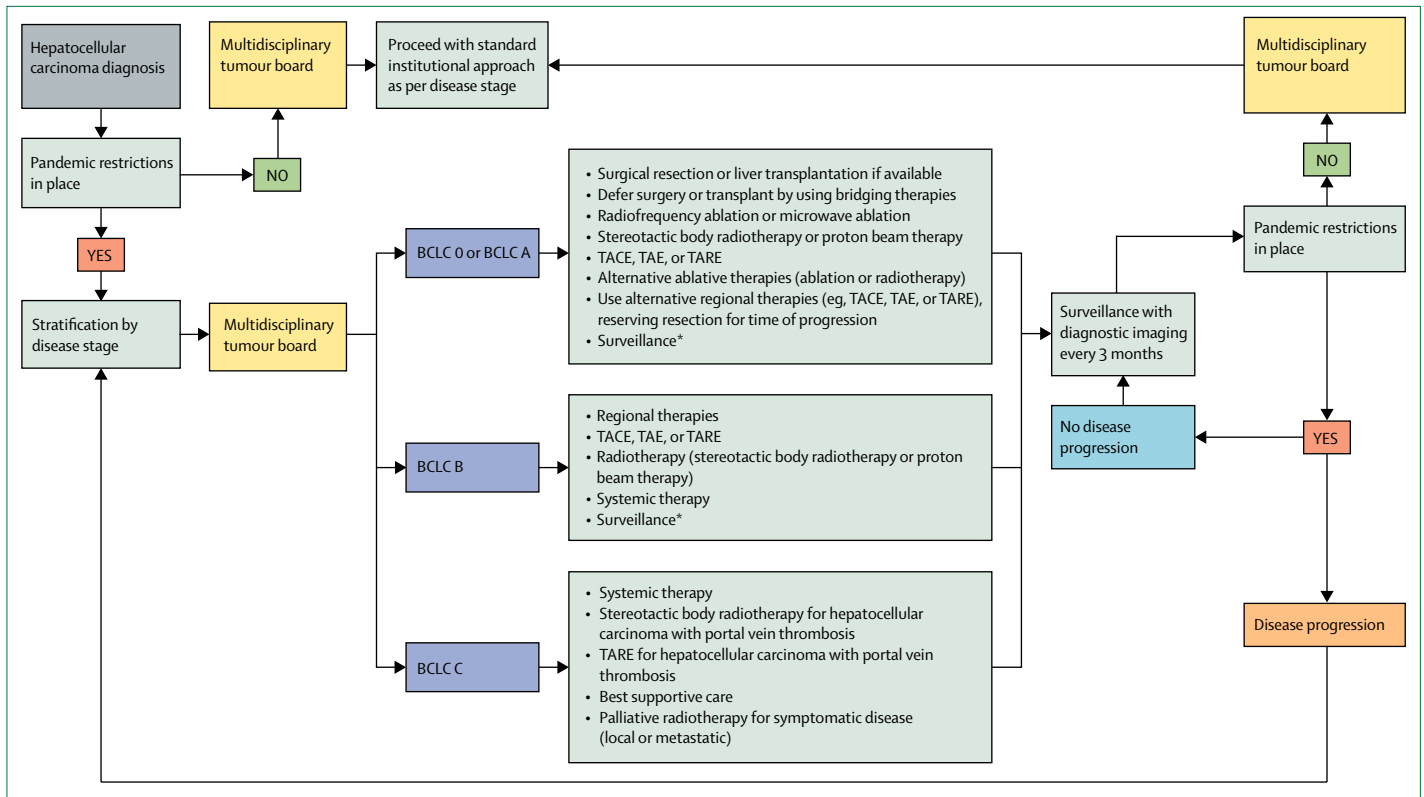 Hepatocellular
carcinoma diagnosis
Multidisciplinary
tumour board
Proceed with standard
institutional approach
as per disease stage
Multidisciplinary
tumour board
Pandemic restrictions
in place
NO
YES
Stratification by
disease stage
Multidisciplinary
tumour board
BCLC 0 or BCLC A
• Surgical resection or liver transplantation if available
• Defer surgery or transplant by using bridging therapies
• Radiofrequency ablation or microwave ablation
• Stereotactic body radiotherapy or proton beam therapy
• TACE, TAE, or TARE
• Alternative ablative therapies (ablation or radiotherapy)
• Use alternative regional therapies (eg, TACE, TAE, or TARE),
reserving resection for time of progression
• Surveillance*
BCLC B
• Regional therapies
• TACE, TAE, or TARE
• Radiotherapy (stereotactic body radiotherapy or proton
beam therapy)
• Systemic therapy
• Surveillance*
BCLC C
• Systemic therapy
• Stereotactic body radiotherapy for hepatocellular
carcinoma with portal vein thrombosis
• TARE for hepatocellular carcinoma with portal vein
thrombosis
• Best supportive care
• Palliative radiotherapy for symptomatic disease
(local or metastatic)
Surveillance with
diagnostic imaging
every 3 months
No disease
progression
NO
Pandemic restrictions
in place
YES
Disease progression